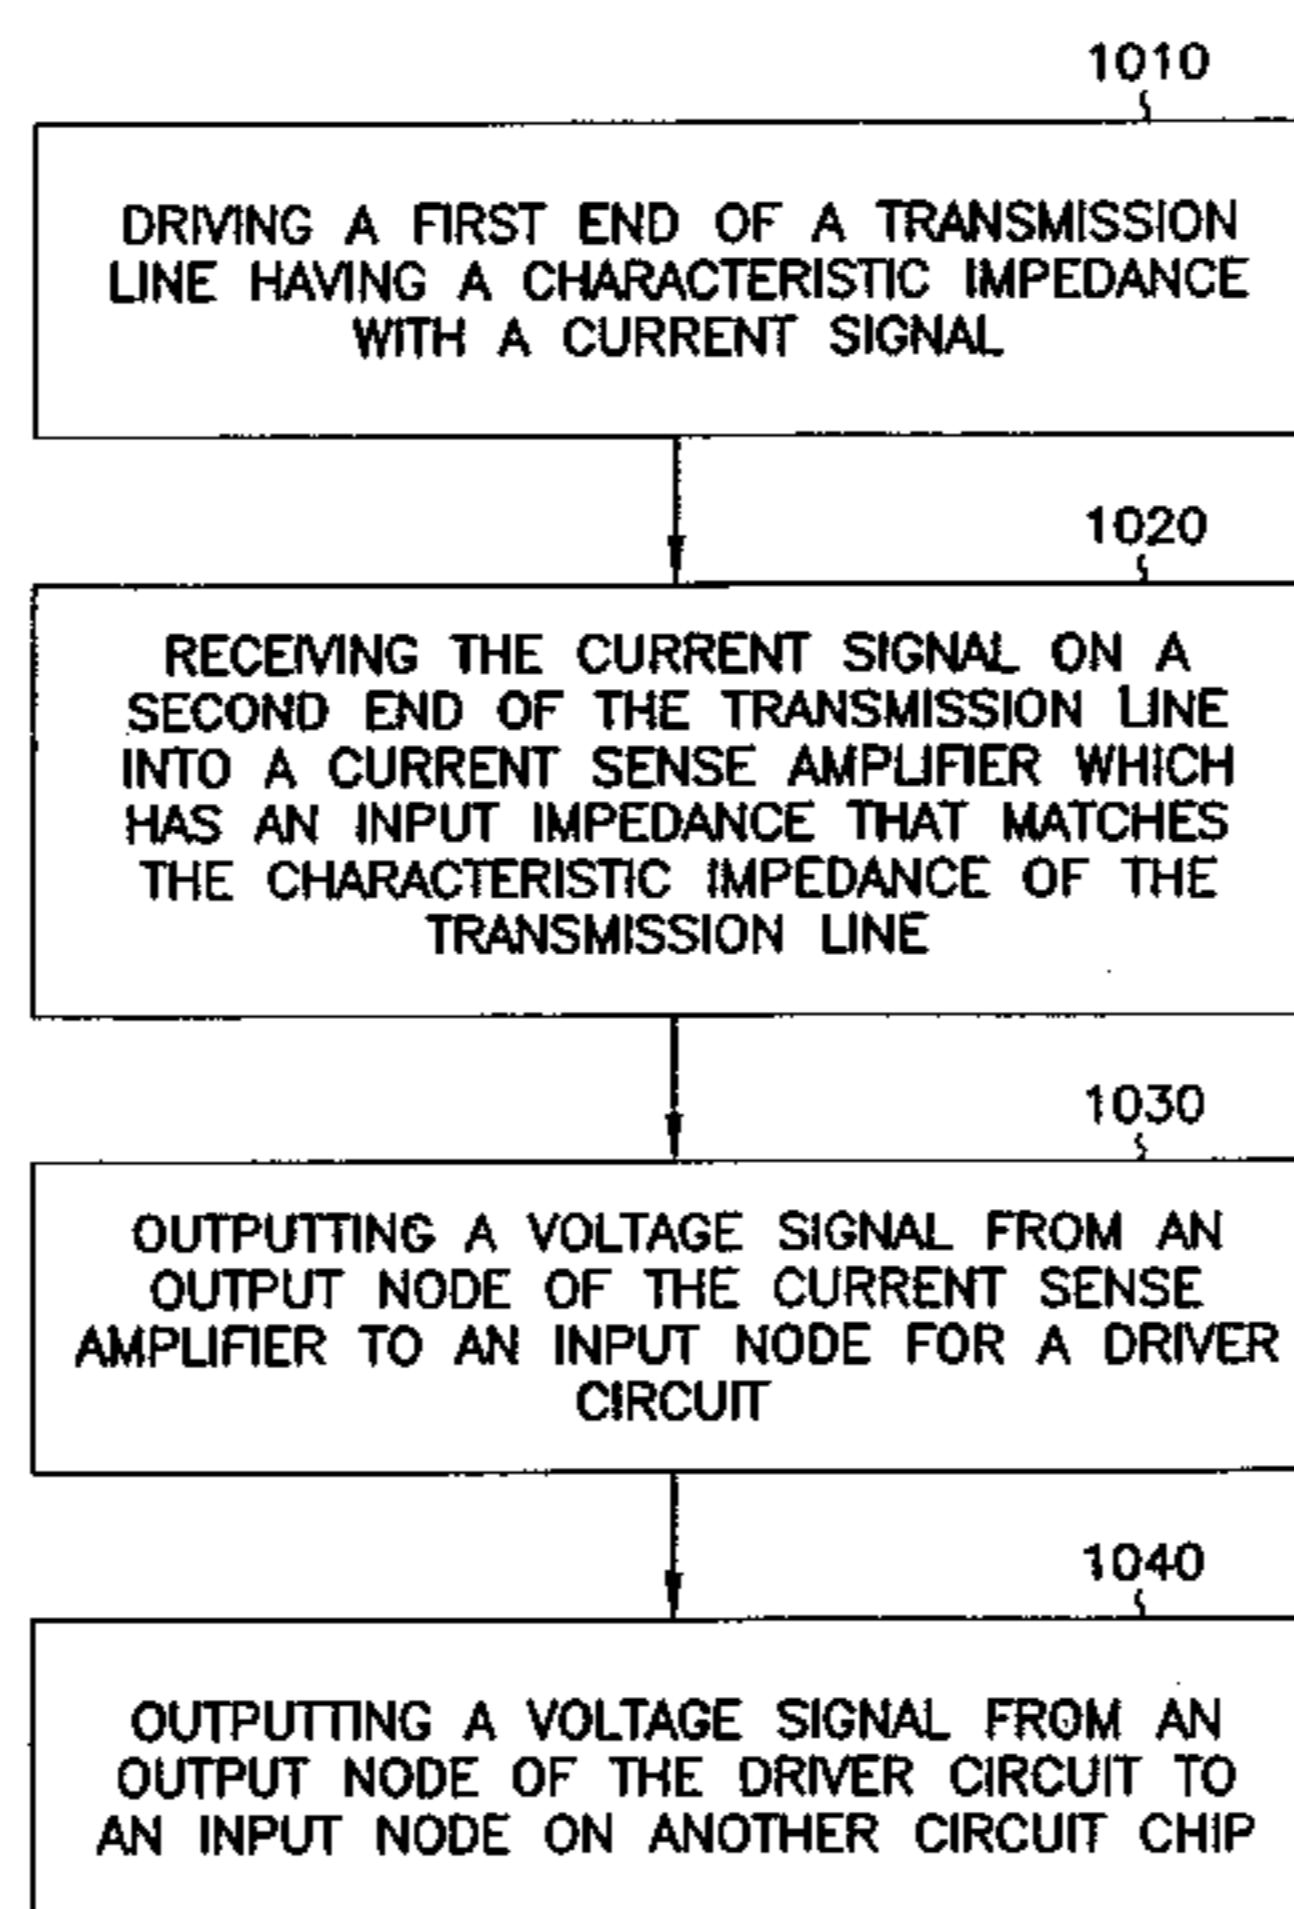 1010
DRIVING A FIRST END OF A TRANSMISSION
LINE HAVING A CHARACTERISTIC IMPEDANCE
WITH A CURRENT SIGNAL
1020
RECEIVING THE CURRENT SIGNAL ON A
SECOND END OF THE TRANSMISSION LINE
INTO A CURRENT SENSE AMPLIFIER WHICH
HAS AN INPUT IMPEDANCE THAT MATCHES
THE CHARACTERISTIC IMPEDANCE OF THE
TRANSMISSION LINE
1030
OUTPUTTING A VOLTAGE SIGNAL FROM AN
OUTPUT NODE OF THE CURRENT SENSE
AMPLIFIER TO AN INPUT NODE FOR A DRIVER
CIRCUIT
1040
OUTPUTTING A VOLTAGE SIGNAL FROM AN
OUTPUT NODE OF THE DRIVER CIRCUIT TO
AN INPUT NODE ON ANOTHER CIRCUIT CHIP